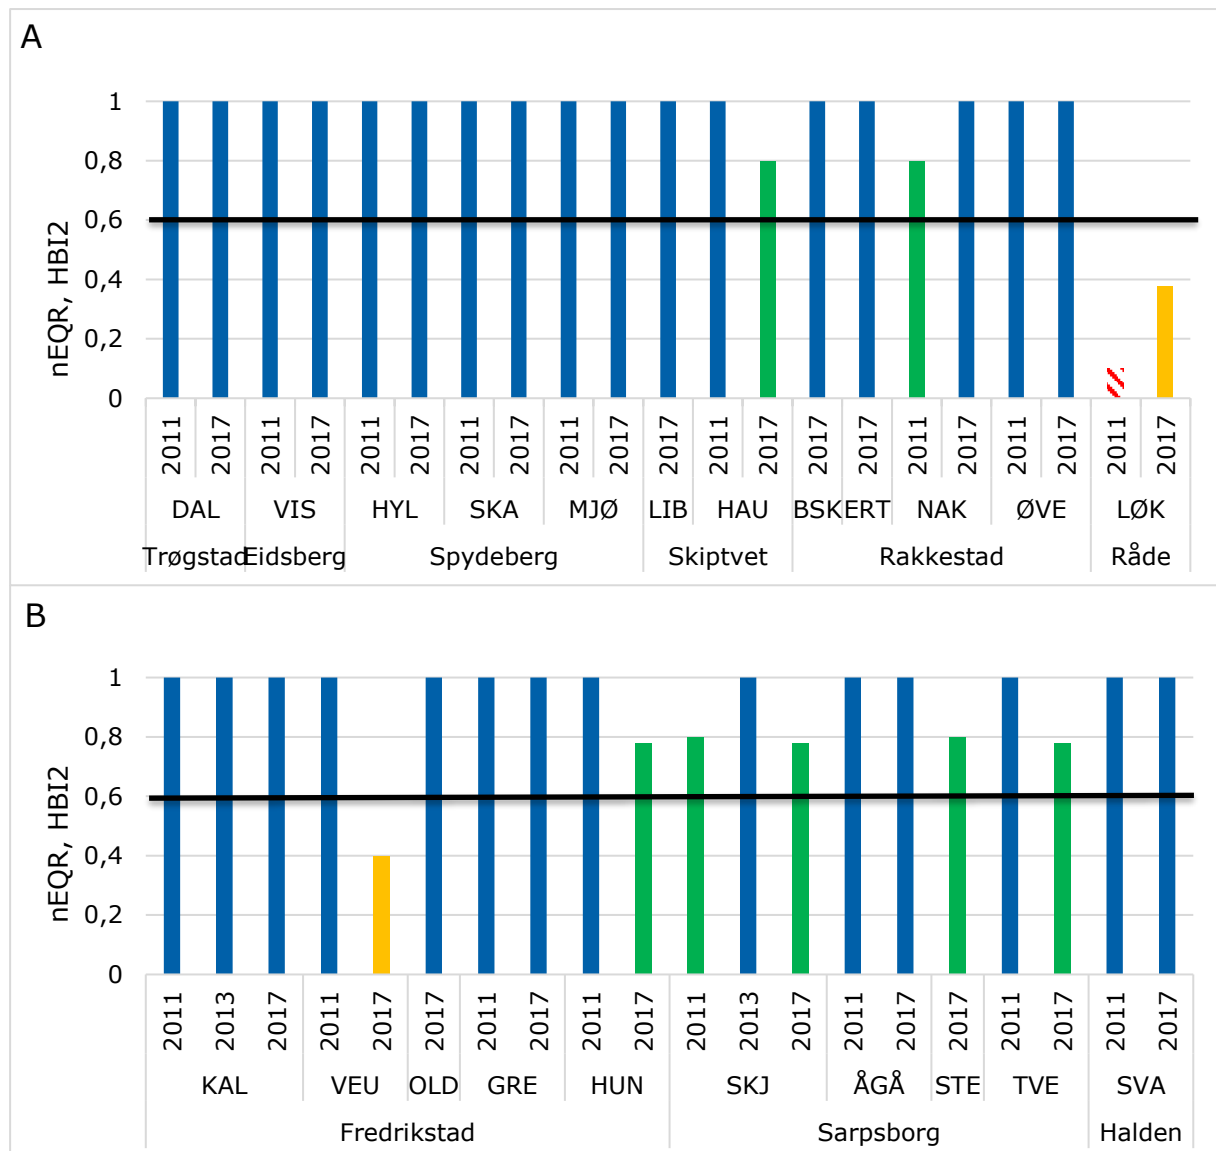 A
nEQR, HBI2
1
0,8
0,6
0,4
0,2
0
2011 2017 2011 2017 2011 2017 2011 2017 2011 2017 2017 2011 2017 2017 2017 2011 2017 2011 2017 2011 2017
DAL VIS HYL SKA MJØ LIB HAU BSK ERT NAK ØVE LØK
Trøgstad Eidsberg Spydeberg Skiptvet Rakkestad Råde
B
nEQR, HBI2
1
0,8
0,6
0,4
0,2
0
2011 2013 2017 2011 2017 2017 2011 2017 2011 2017 2011 2013 2017 2011 2017 2017 2011 2017 2011 2017
KAL VEU OLD GRE HUN SKJ ÅGÅ STE TVE SVA
Fredrikstad Sarpsborg Halden